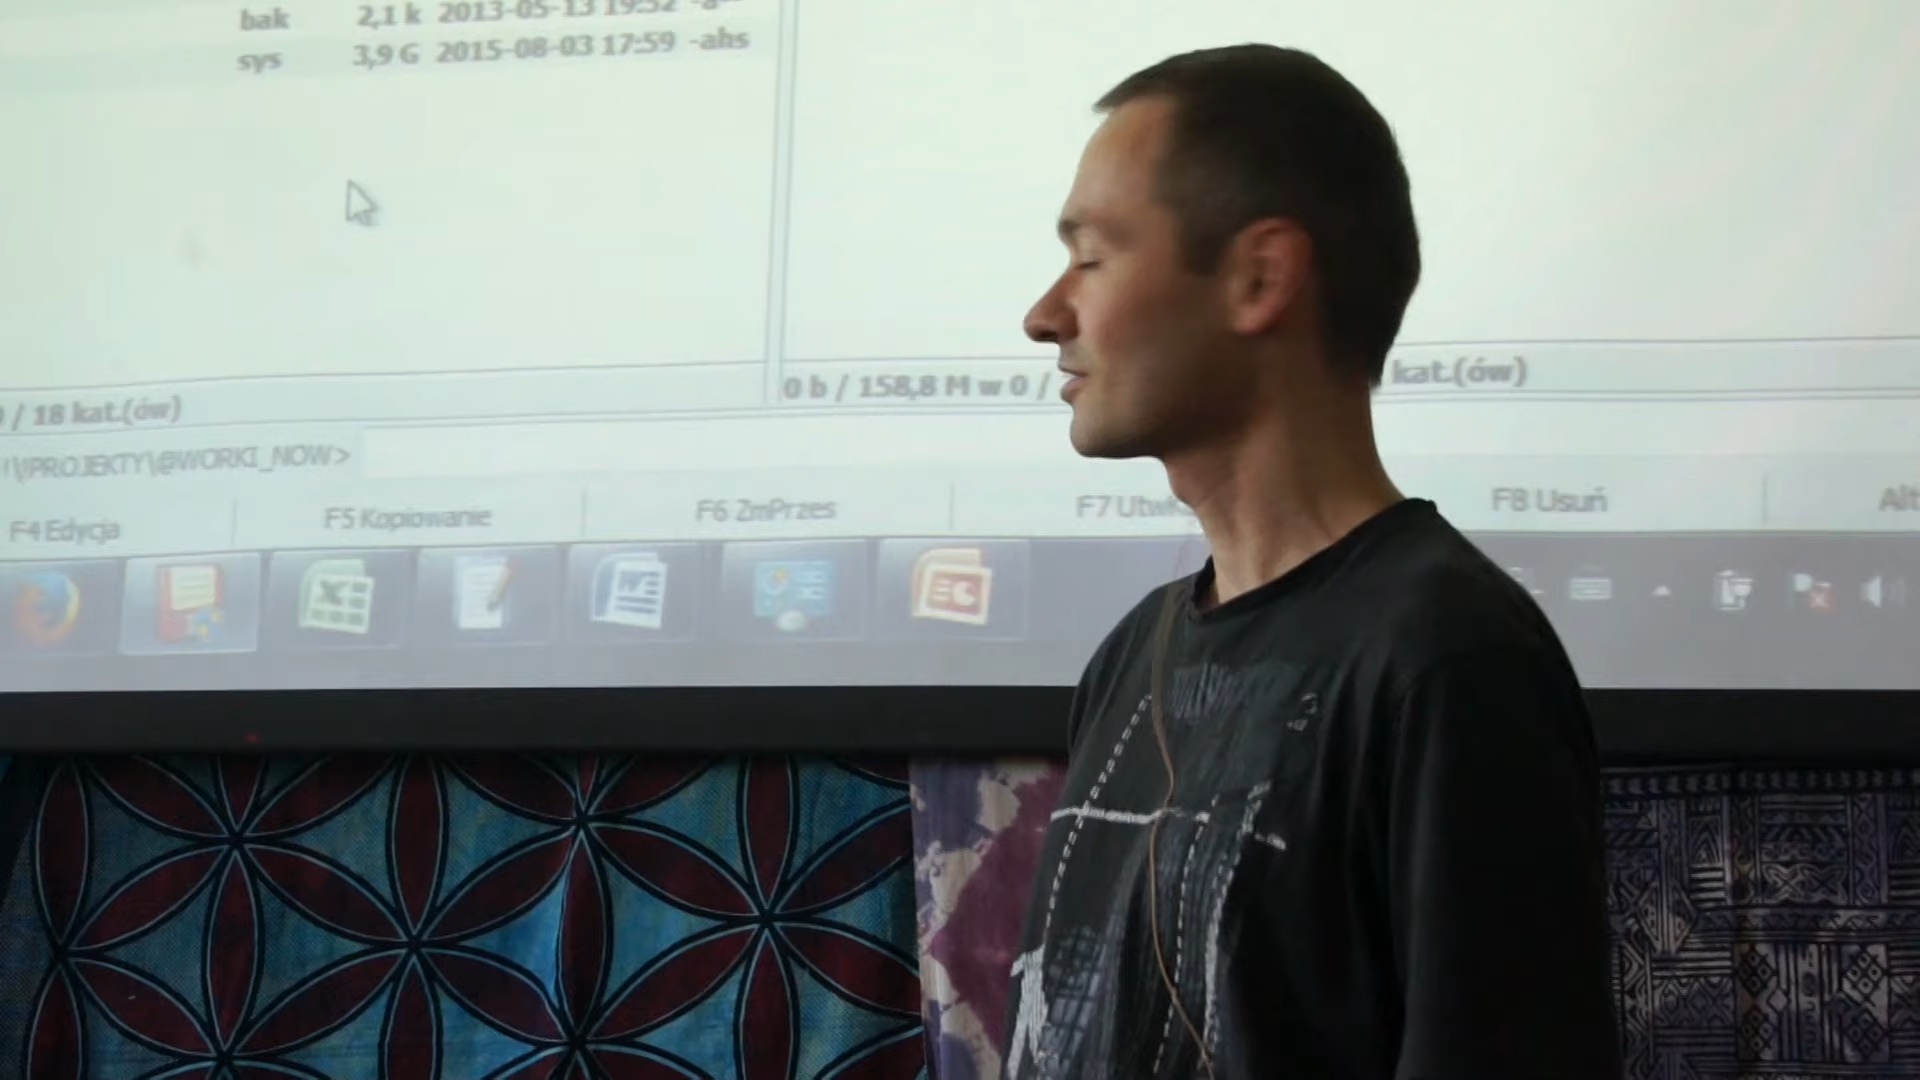 bak 2,1 k 2013-05-13 19:52
sys 3,9 G 2015-08-03 17:59 -ahs
/ 18 kat.(ów)
0 b / 158,8 M w 0 / kat.(ów)
\!PROJEKTY\@WORKI_NOW>
F4 Edycja F5 Kopiowanie F6 ZmPrzes F7 Utw F8 Usuń Alt